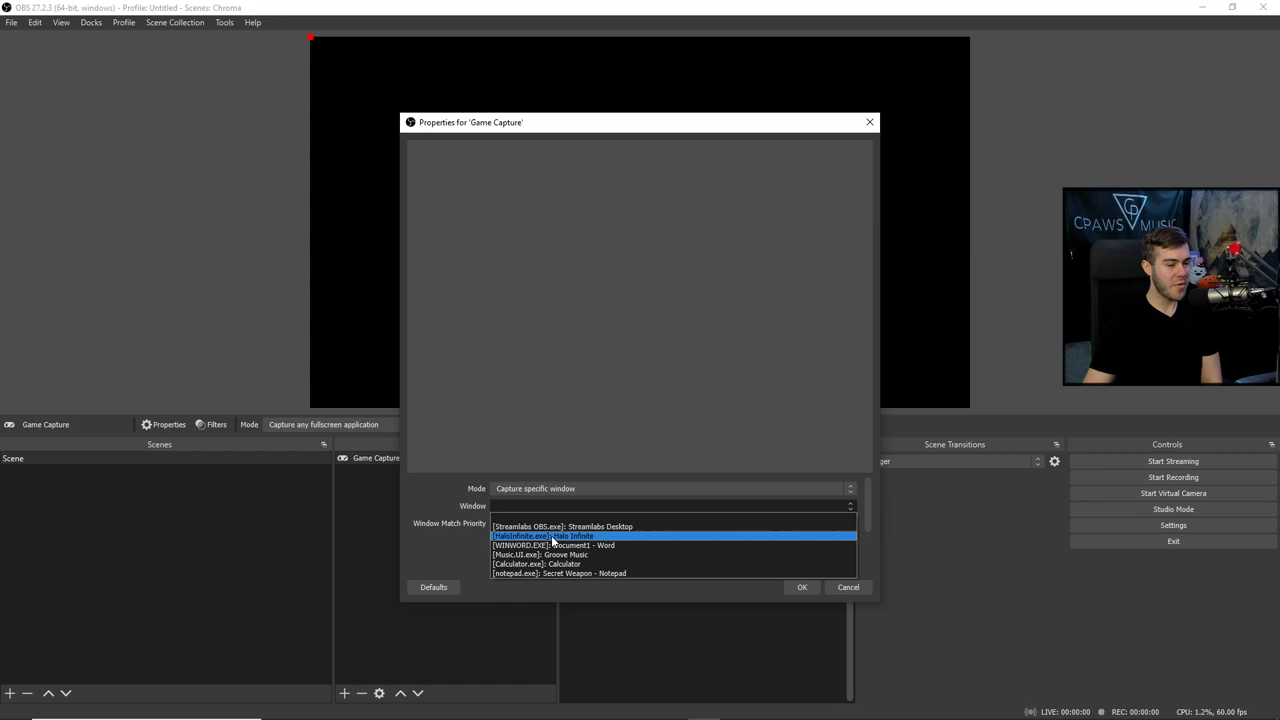 OBS 27.2.3 (64-bit, windows) - Profile: Untitled - Scenes: Chroma
File Edit View Docks Profile Scene Collection Tools Help
Properties for 'Game Capture'
CPAWS MUSIC
Game Capture Properties Filters Mode Capture any fullscreen application
Scenes
Scene Transitions
Controls
Scene
Game Capture
Start Streaming
Start Recording
Start Virtual Camera
Studio Mode
Settings
Exit
Mode Capture specific window
Window
Window Match Priority
[Streamlabs OBS.exe]: Streamlabs Desktop
[HaloInfinite.exe]: Halo Infinite
[WINWORD.EXE]: Document1 - Word
[Music.UI.exe]: Groove Music
[Calculator.exe]: Calculator
[notepad.exe]: Secret Weapon - Notepad
Defaults OK Cancel
LIVE: 00:00:00 REC: 00:00:00 CPU: 1.2%, 60.00 fps